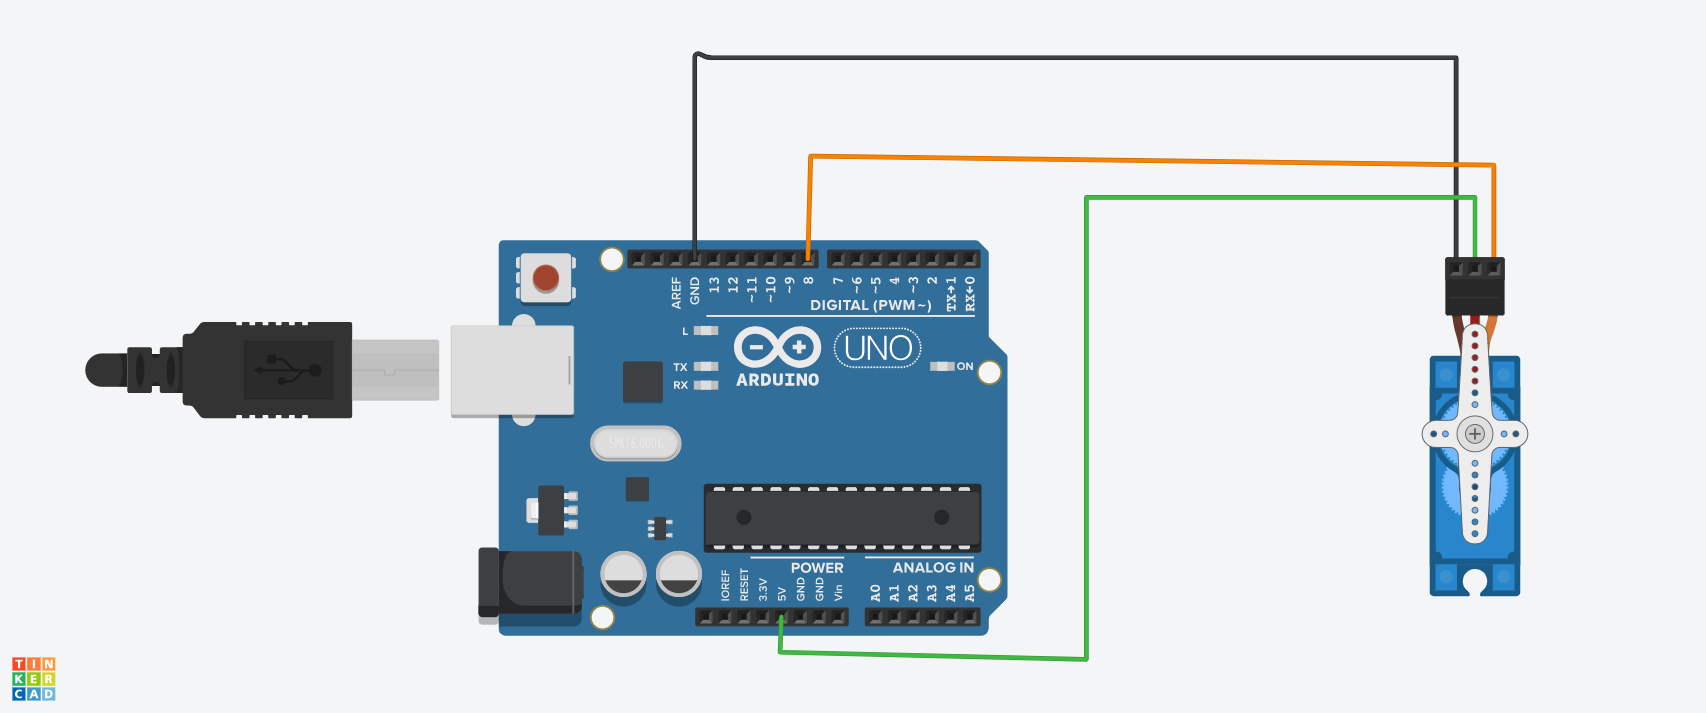 AREF
GND
13
12
~11
~10
~9
8
7
~6
~5
4
~3
2
TX→1
RX←0
DIGITAL (PWM~)
L
TX
RX
UNO
ON
ARDUINO
SPK16.000G
POWER
ANALOG IN
IOREF
RESET
3.3V
5V
GND
GND
Vin
A0
A1
A2
A3
A4
A5
TIN
KER
CAD